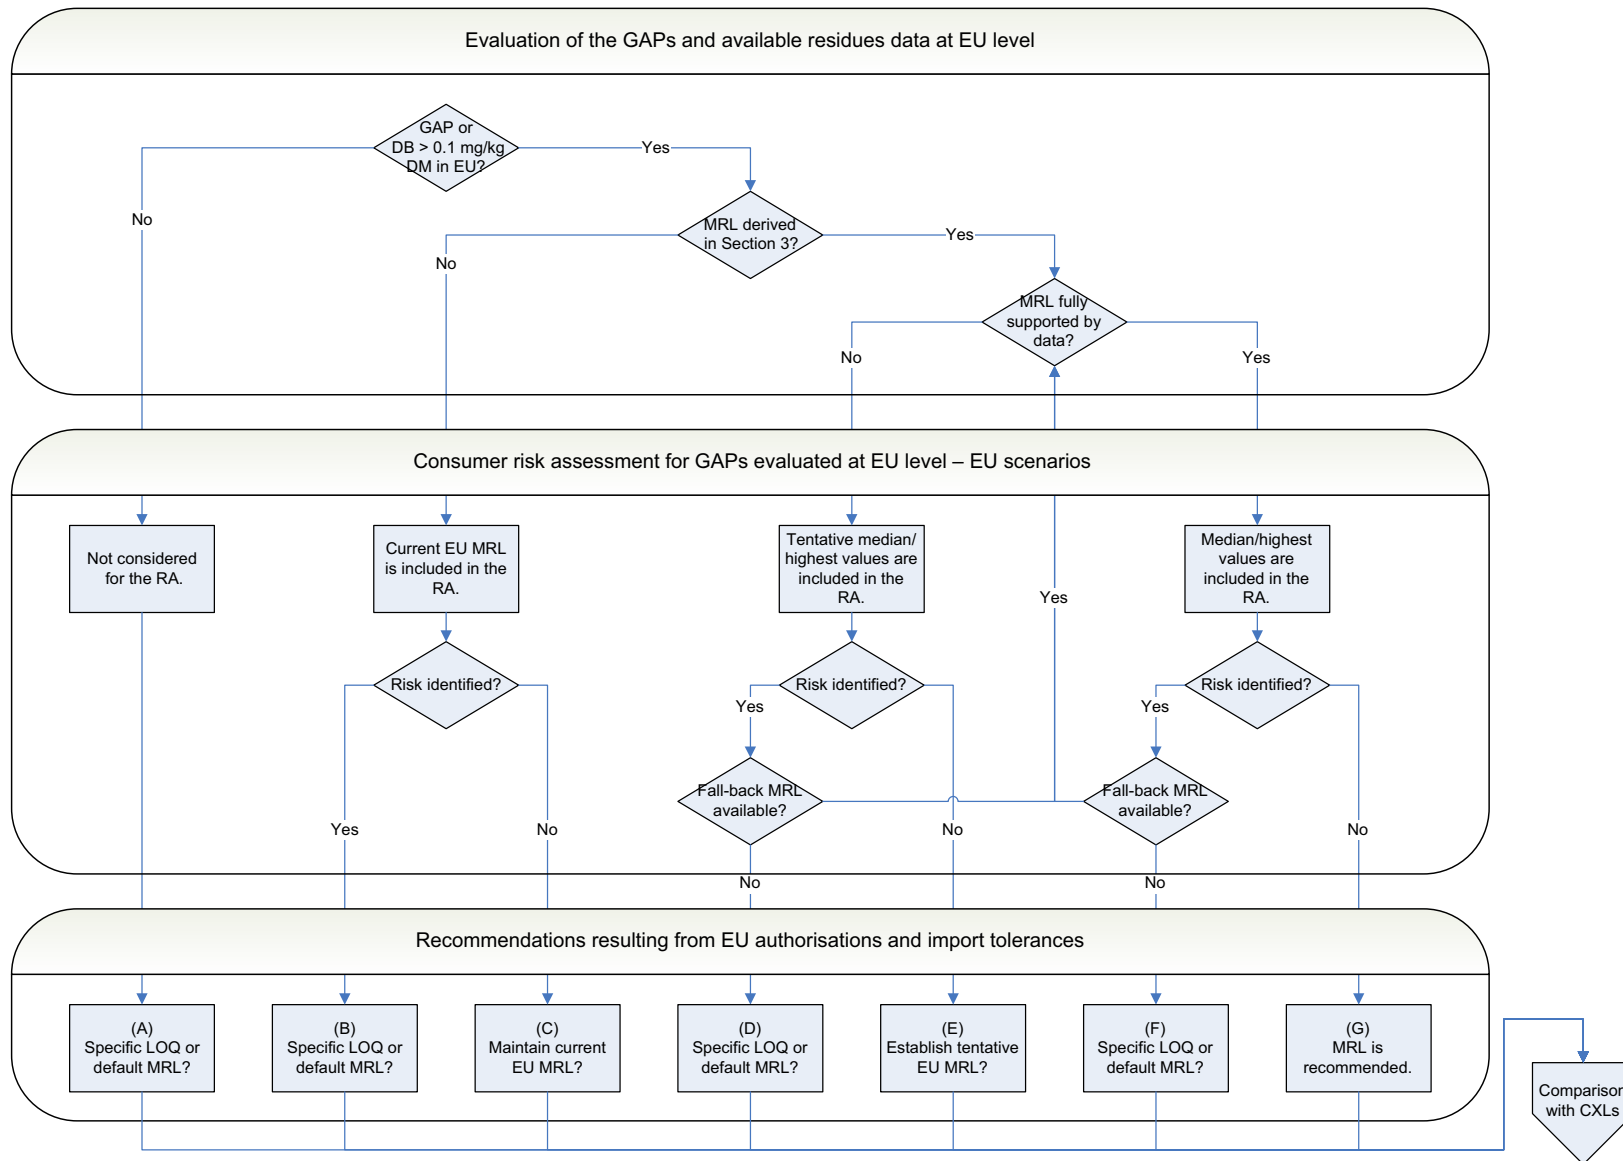 Evaluation of the GAPs and available residues data at EU level
GAP or
DB > 0.1 mg/kg
DM in EU?
Yes
No
MRL derived
in Section 3?
Yes
No
MRL fully
supported by
data?
No
Yes
Consumer risk assessment for GAPs evaluated at EU level – EU scenarios
Not considered
for the RA.
Current EU MRL
is included in the
RA.
Tentative median/
highest values are
included in the
RA.
Yes
Median/highest
values are
included in the
RA.
Risk identified?
Risk identified?
Risk identified?
Yes
Yes
Fall-back MRL
available?
Fall-back MRL
available?
Yes
No
No
No
No
No
Recommendations resulting from EU authorisations and import tolerances
(A)
Specific LOQ or
default MRL?
(B)
Specific LOQ or
default MRL?
(C)
Maintain current
EU MRL?
(D)
Specific LOQ or
default MRL?
(E)
Establish tentative
EU MRL?
(F)
Specific LOQ or
default MRL?
(G)
MRL is
recommended.
Comparison
with CXLs